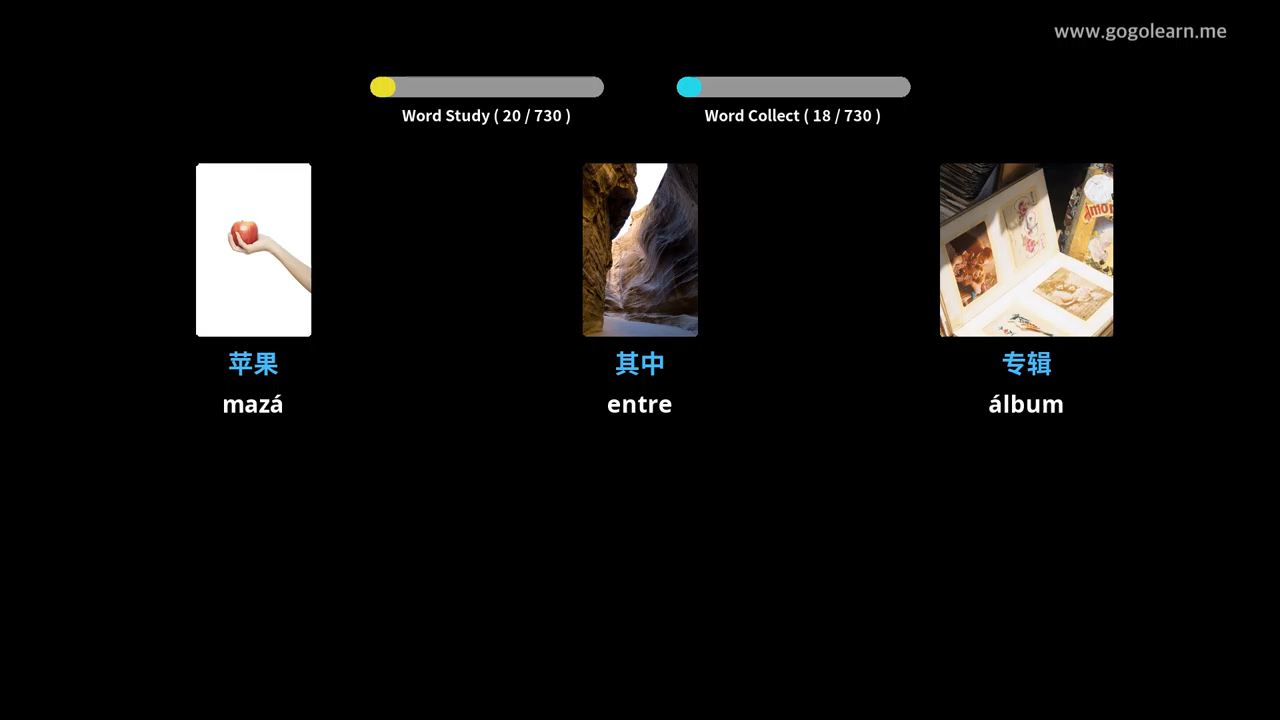 www.gogolearn.me
Word Study ( 20 / 730 )
Word Collect ( 18 / 730 )
amor
苹果
其中
专辑
mazá
entre
álbum